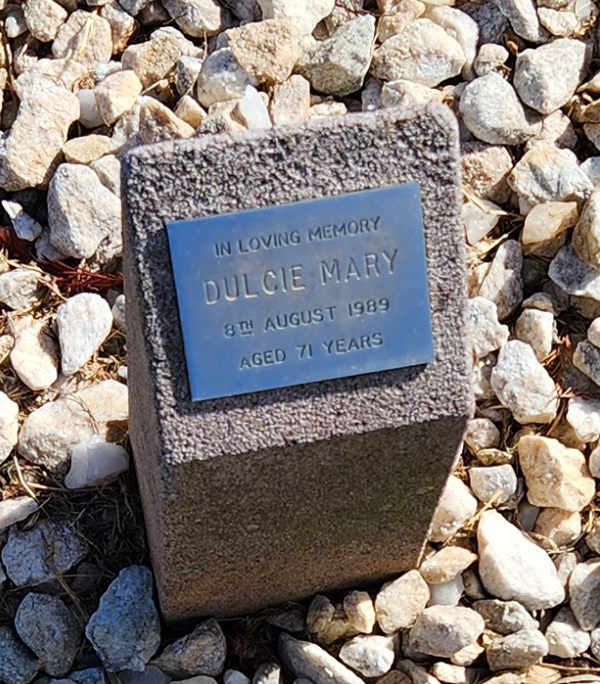 IN LOVING MEMORY
DULCIE MARY
8TH AUGUST 1989
AGED 71 YEARS